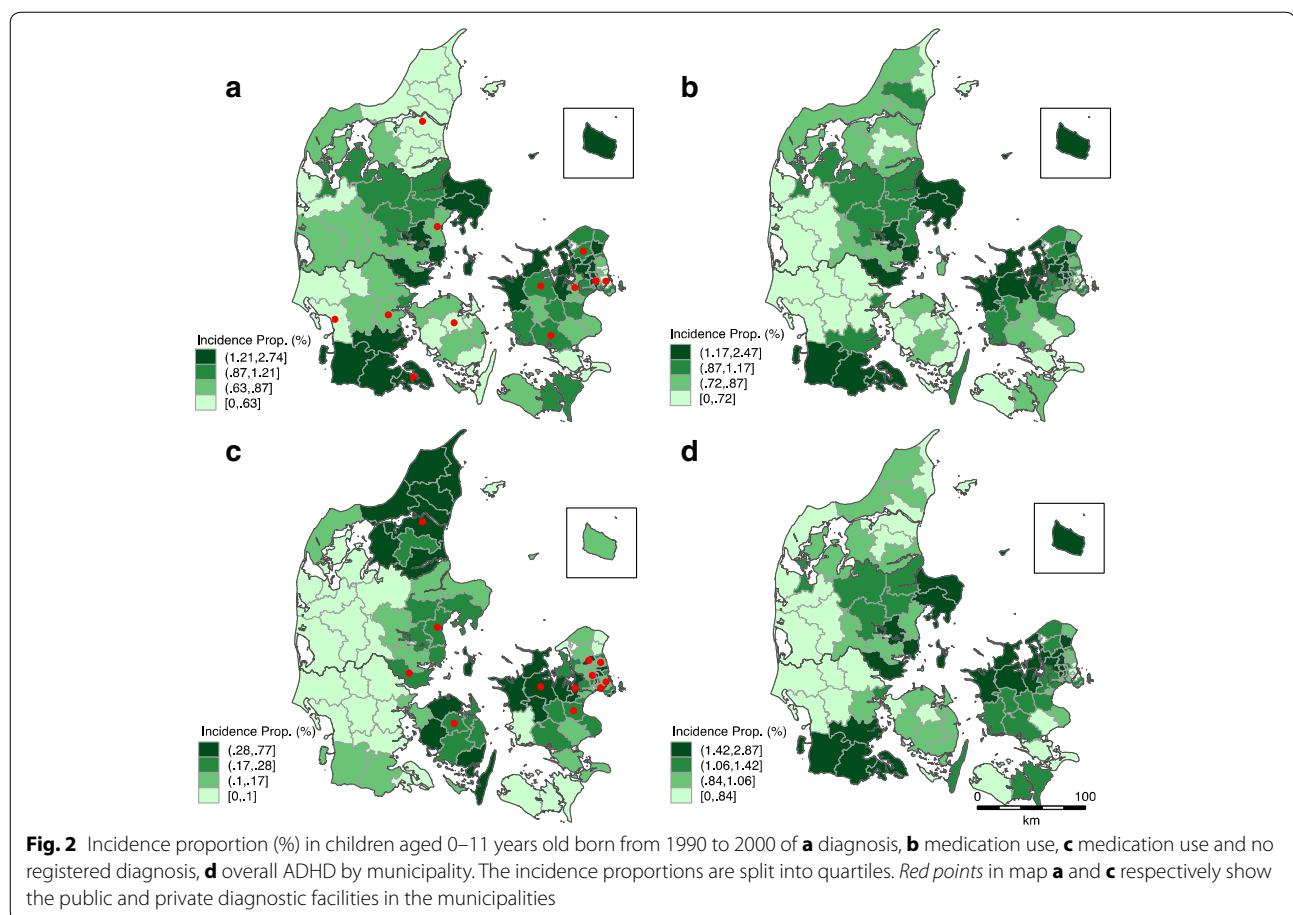 a
Incidence Prop. (%)
(1.21,2.74]
(.87,1.21]
(.63,.87]
[0,.63]
b
Incidence Prop. (%)
(1.17,2.47]
(.87,1.17]
(.72,.87]
[0,.72]
c
Incidence Prop. (%)
(.28,.77]
(.17,.28]
(.1,.17]
[0,.1]
d
Incidence Prop. (%)
(1.42,2.87]
(1.06,1.42]
(.84,1.06]
[0,.84]
0 100
km
Fig. 2 Incidence proportion (%) in children aged 0–11 years old born from 1990 to 2000 of a diagnosis, b medication use, c medication use and no
registered diagnosis, d overall ADHD by municipality. The incidence proportions are split into quartiles. Red points in map a and c respectively show
the public and private diagnostic facilities in the municipalities